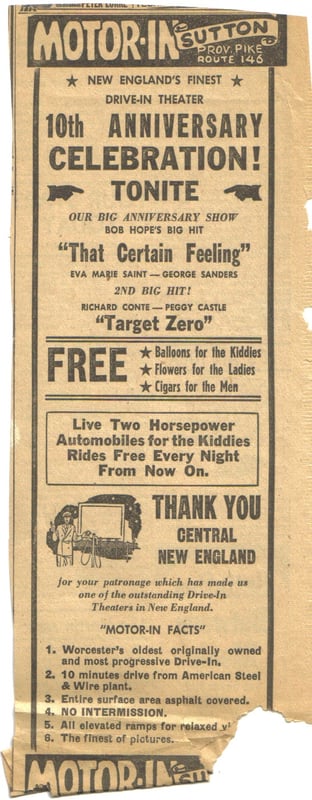 PETER LORRE
MOTOR-IN SUTTON
PROV. PIKE
ROUTE 146
★ NEW ENGLAND'S FINEST ★
DRIVE-IN THEATER
10th ANNIVERSARY
CELEBRATION!
TONITE
OUR BIG ANNIVERSARY SHOW
BOB HOPE'S BIG HIT
"That Certain Feeling"
EVA MARIE SAINT — GEORGE SANDERS
2ND BIG HIT!
RICHARD CONTE — PEGGY CASTLE
"Target Zero"
FREE
★ Balloons for the Kiddies
★ Flowers for the Ladies
★ Cigars for the Men
Live Two Horsepower
Automobiles for the Kiddies
Rides Free Every Night
From Now On.
THANK YOU
CENTRAL
NEW ENGLAND
for your patronage which has made us
one of the outstanding Drive-In
Theaters in New England.
"MOTOR-IN FACTS"
1. Worcester's oldest originally owned
and most progressive Drive-In.
2. 10 minutes drive from American Steel
& Wire plant.
3. Entire surface area asphalt covered.
4. NO INTERMISSION.
5. All elevated ramps for relaxed
6. The finest of pictures.
MOTOR-IN SU